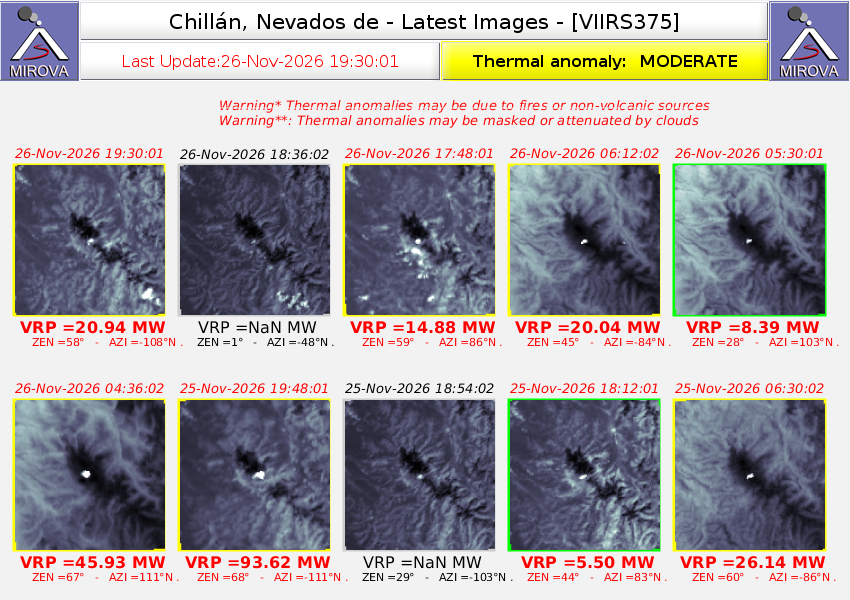 Chillán, Nevados de - Latest Images - [VIIRS375]
MIROVA
Last Update:26-Nov-2026 19:30:01
Thermal anomaly: MODERATE
MIROVA
Warning* Thermal anomalies may be due to fires or non-volcanic sources
Warning**: Thermal anomalies may be masked or attenuated by clouds
26-Nov-2026 19:30:01 26-Nov-2026 18:36:02 26-Nov-2026 17:48:01 26-Nov-2026 06:12:02 26-Nov-2026 05:30:01
VRP =20.94 MW VRP =NaN MW VRP =14.88 MW VRP =20.04 MW VRP =8.39 MW
ZEN =58° - AZI =-108°N . ZEN =1° - AZI =-48°N . ZEN =59° - AZI =86°N . ZEN =45° - AZI =-84°N . ZEN =28° - AZI =103°N .
26-Nov-2026 04:36:02 25-Nov-2026 19:48:01 25-Nov-2026 18:54:02 25-Nov-2026 18:12:01 25-Nov-2026 06:30:02
VRP =45.93 MW VRP =93.62 MW VRP =NaN MW VRP =5.50 MW VRP =26.14 MW
ZEN =67° - AZI =111°N . ZEN =68° - AZI =-111°N . ZEN =29° - AZI =-103°N . ZEN =44° - AZI =83°N . ZEN =60° - AZI =-86°N .